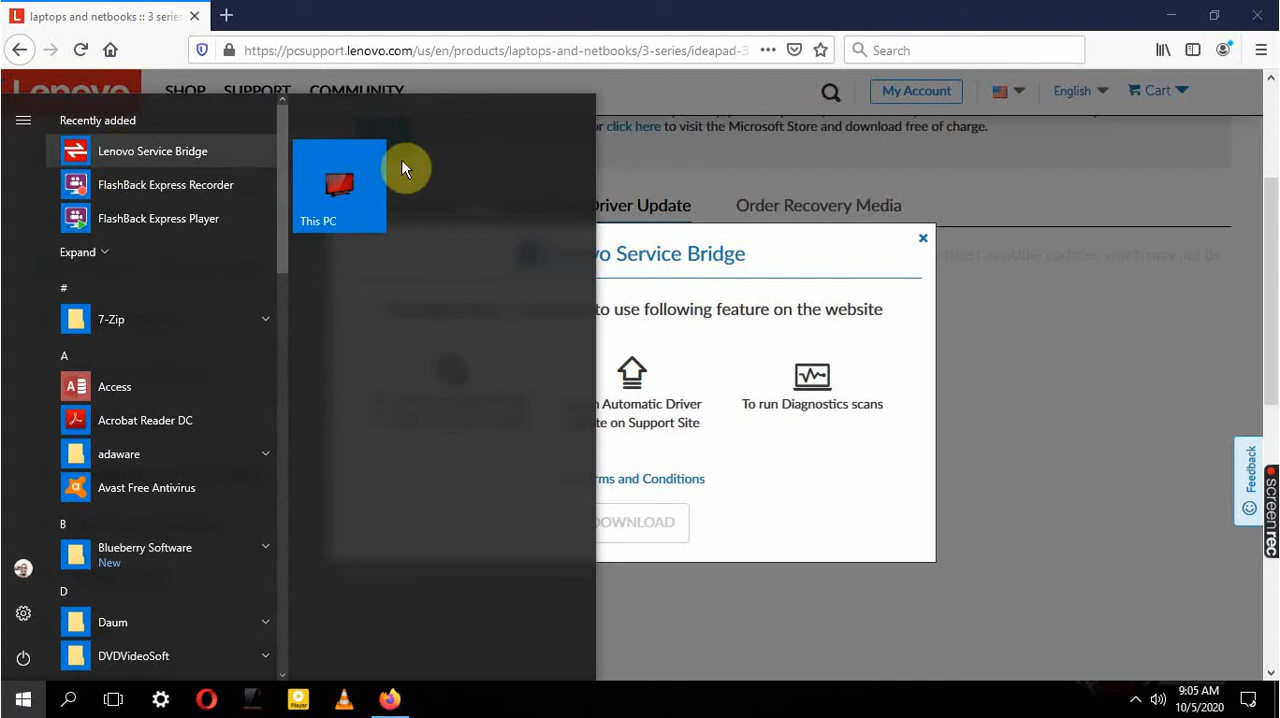 laptops and netbooks :: 3 series
https://pcsupport.lenovo.com/us/en/products/laptops-and-netbooks/3-series/ideapad-3
Search
Lenovo
SHOP SUPPORT COMMUNITY
My Account
English
Cart
or click here to visit the Microsoft Store and download free of charge.
Driver Update
Order Recovery Media
Service Bridge
to use following feature on the website
Automatic Driver
on Support Site
To run Diagnostics scans
and Conditions
DOWNLOAD
Feedback
screenrec
Recently added
Lenovo Service Bridge
FlashBack Express Recorder
FlashBack Express Player
Expand
#
7-Zip
A
Access
Acrobat Reader DC
adaware
Avast Free Antivirus
B
Blueberry Software
New
D
Daum
DVDVideoSoft
This PC
Player
9:05 AM
10/5/2020